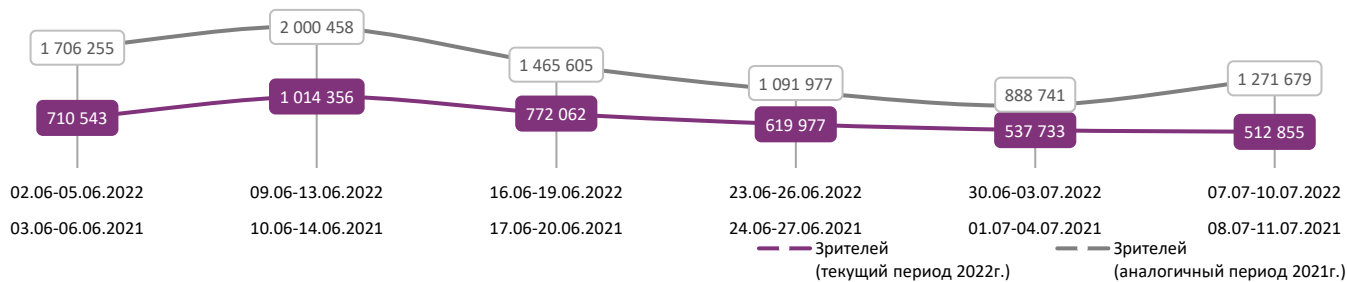 1 706 255
2 000 458
1 465 605
1 091 977
888 741
1 271 679
710 543
1 014 356
772 062
619 977
537 733
512 855
02.06-05.06.2022
09.06-13.06.2022
16.06-19.06.2022
23.06-26.06.2022
30.06-03.07.2022
07.07-10.07.2022
03.06-06.06.2021
10.06-14.06.2021
17.06-20.06.2021
24.06-27.06.2021
01.07-04.07.2021
08.07-11.07.2021
Зрителей
(текущий период 2022г.)
Зрителей
(аналогичный период 2021г.)